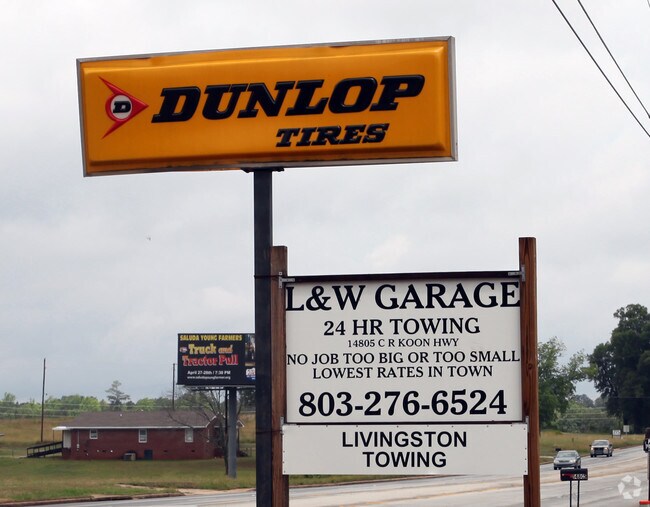 D
DUNLOP
TIRES
L&W GARAGE
24 HR TOWING
14805 C R KOON HWY
NO JOB TOO BIG OR TOO SMALL
LOWEST RATES IN TOWN
803-276-6524
LIVINGSTON
TOWING
SALUDA YOUNG FARMERS
Truck and
Tractor Pull